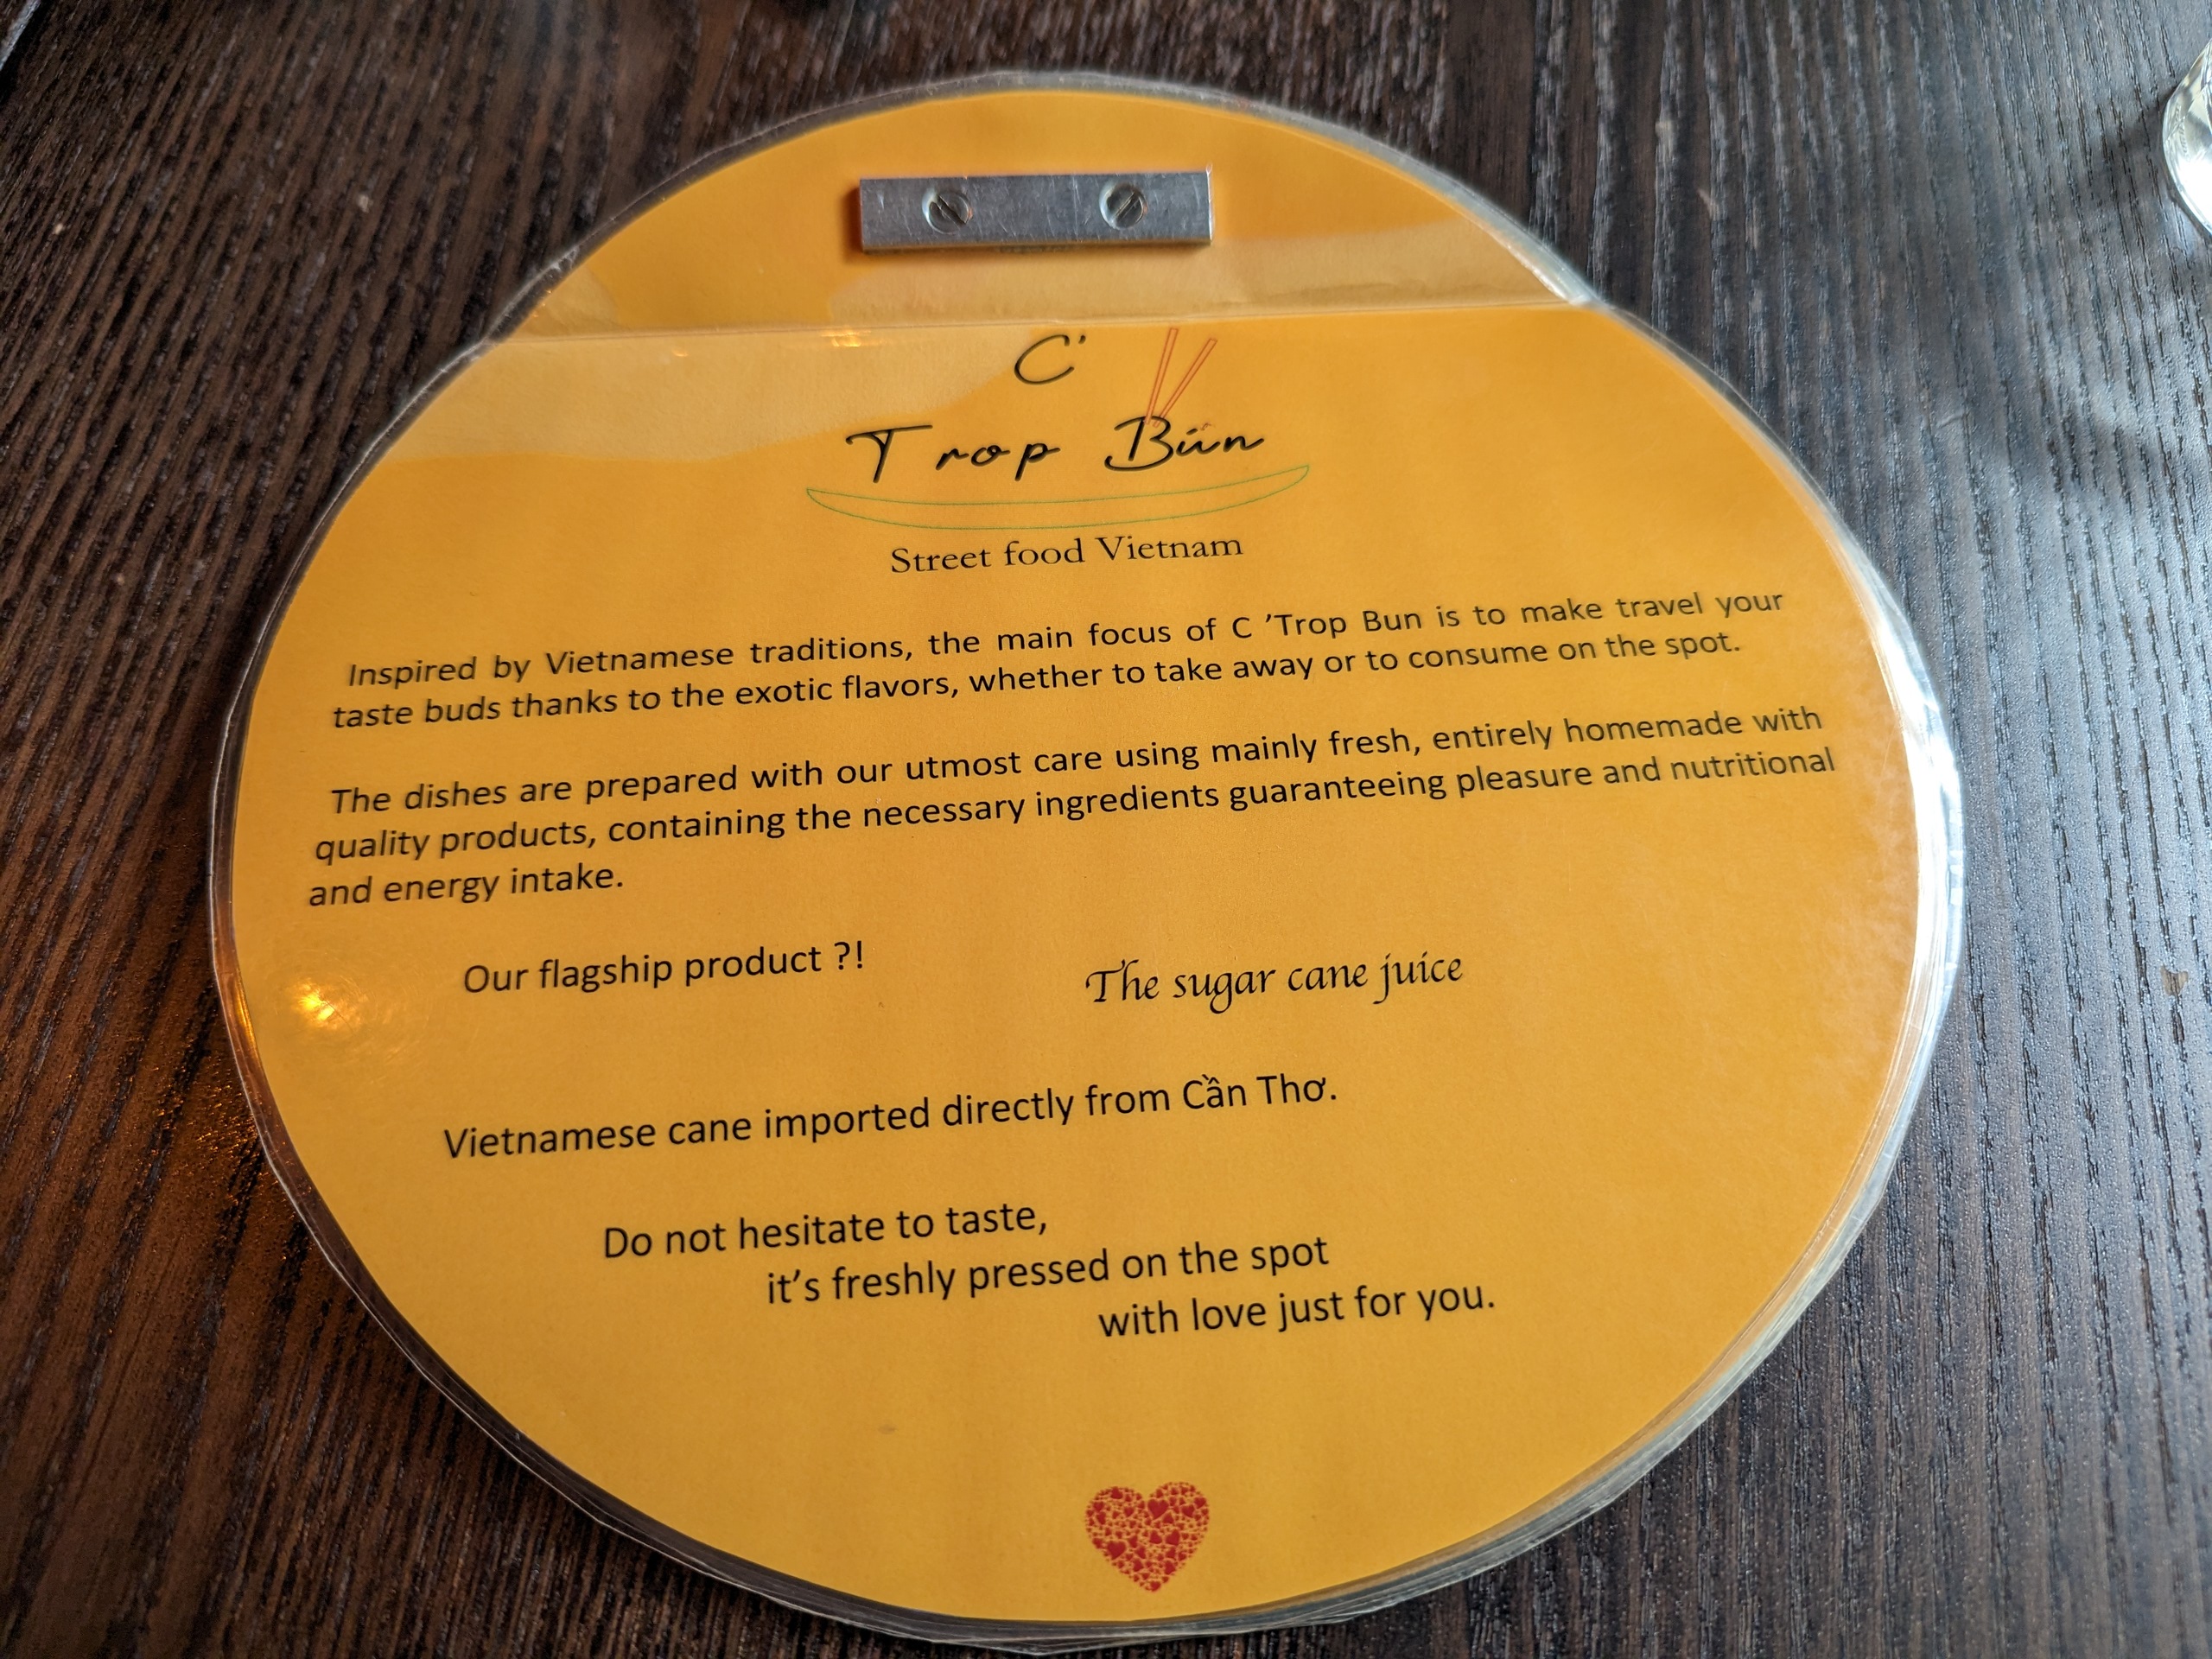 C'
Trop Bún
Street food Vietnam
Inspired by Vietnamese traditions, the main focus of C 'Trop Bun is to make travel your
taste buds thanks to the exotic flavors, whether to take away or to consume on the spot.
The dishes are prepared with our utmost care using mainly fresh, entirely homemade with
quality products, containing the necessary ingredients guaranteeing pleasure and nutritional
and energy intake.
Our flagship product ?! The sugar cane juice
Vietnamese cane imported directly from Cần Thơ.
Do not hesitate to taste,
it's freshly pressed on the spot
with love just for you.